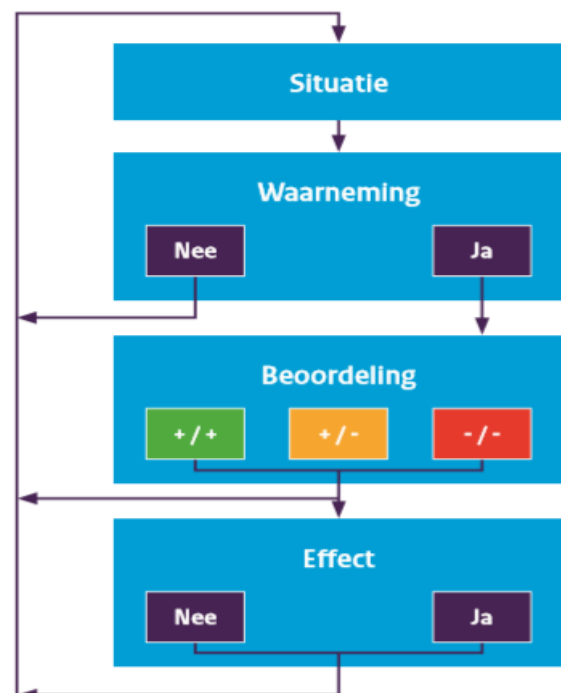 Situatie
Waarneming
Nee
Ja
Beoordeling
+ / +
+ / -
- / -
Effect
Nee
Ja